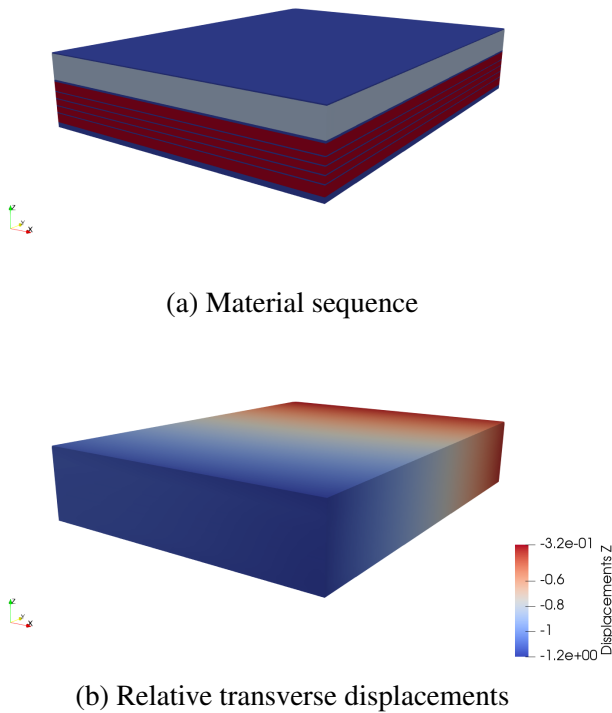 Z
Y
X
(a) Material sequence
-3.2e-01
-0.6
-0.8
-1
-1.2e+00
Displacements Z
Z
Y
X
(b) Relative transverse displacements